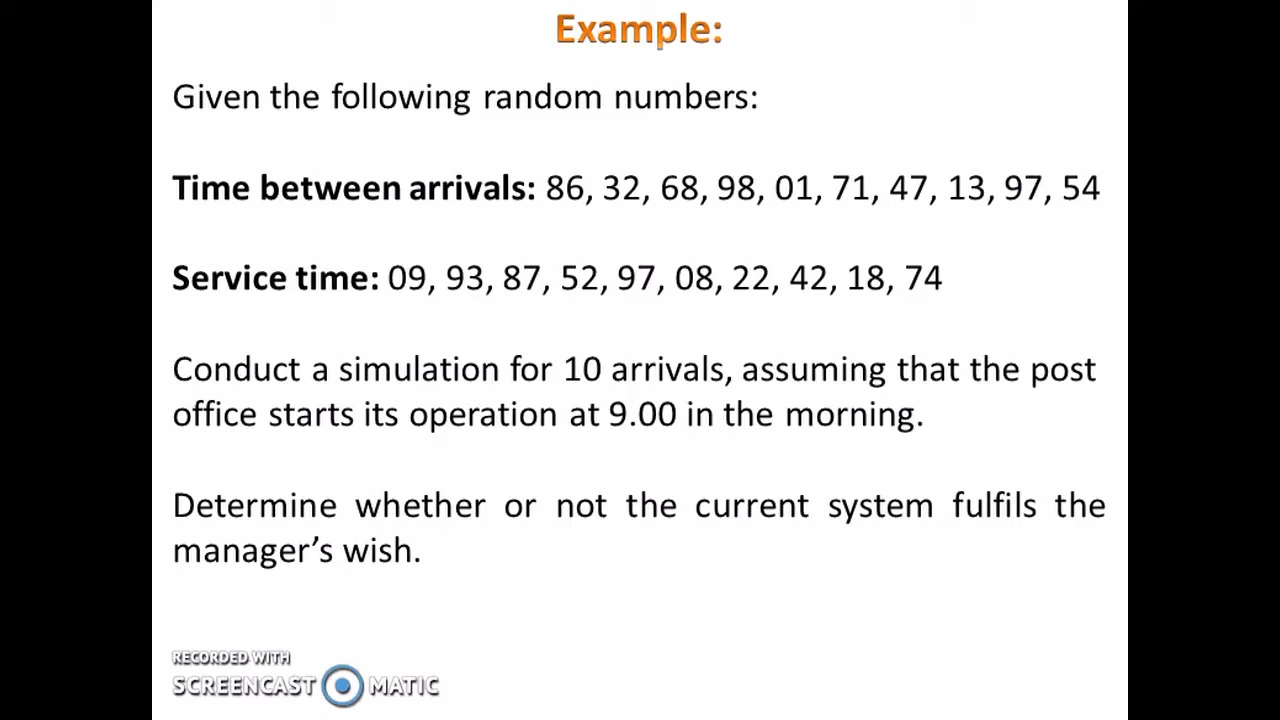 Example:
Given the following random numbers:
Time between arrivals: 86, 32, 68, 98, 01, 71, 47, 13, 97, 54
Service time: 09, 93, 87, 52, 97, 08, 22, 42, 18, 74
Conduct a simulation for 10 arrivals, assuming that the post
office starts its operation at 9.00 in the morning.
Determine whether or not the current system fulfils the
manager’s wish.
RECORDED WITH
SCREENCAST MATIC